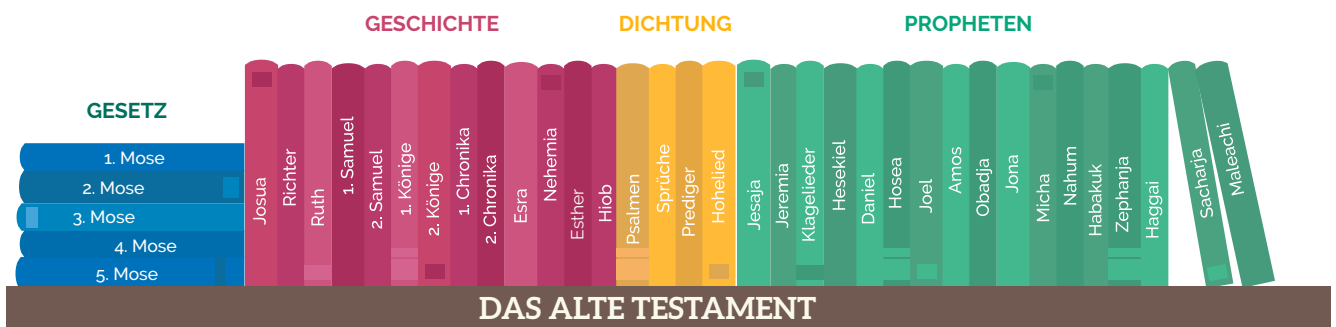 GESCHICHTE
DICHTUNG
PROPHETEN
GESETZ
1. Mose
2. Mose
3. Mose
4. Mose
5. Mose
Josua
Richter
Ruth
1. Samuel
2. Samuel
1. Könige
2. Könige
1. Chronika
2. Chronika
Esra
Nehemia
Esther
Hiob
Psalmen
Sprüche
Prediger
Hohelied
Jesaja
Jeremia
Klagelieder
Hesekiel
Daniel
Hosea
Joel
Amos
Obadja
Jona
Micha
Nahum
Habakuk
Zephanja
Haggai
Sacharja
Maleachi
DAS ALTE TESTAMENT